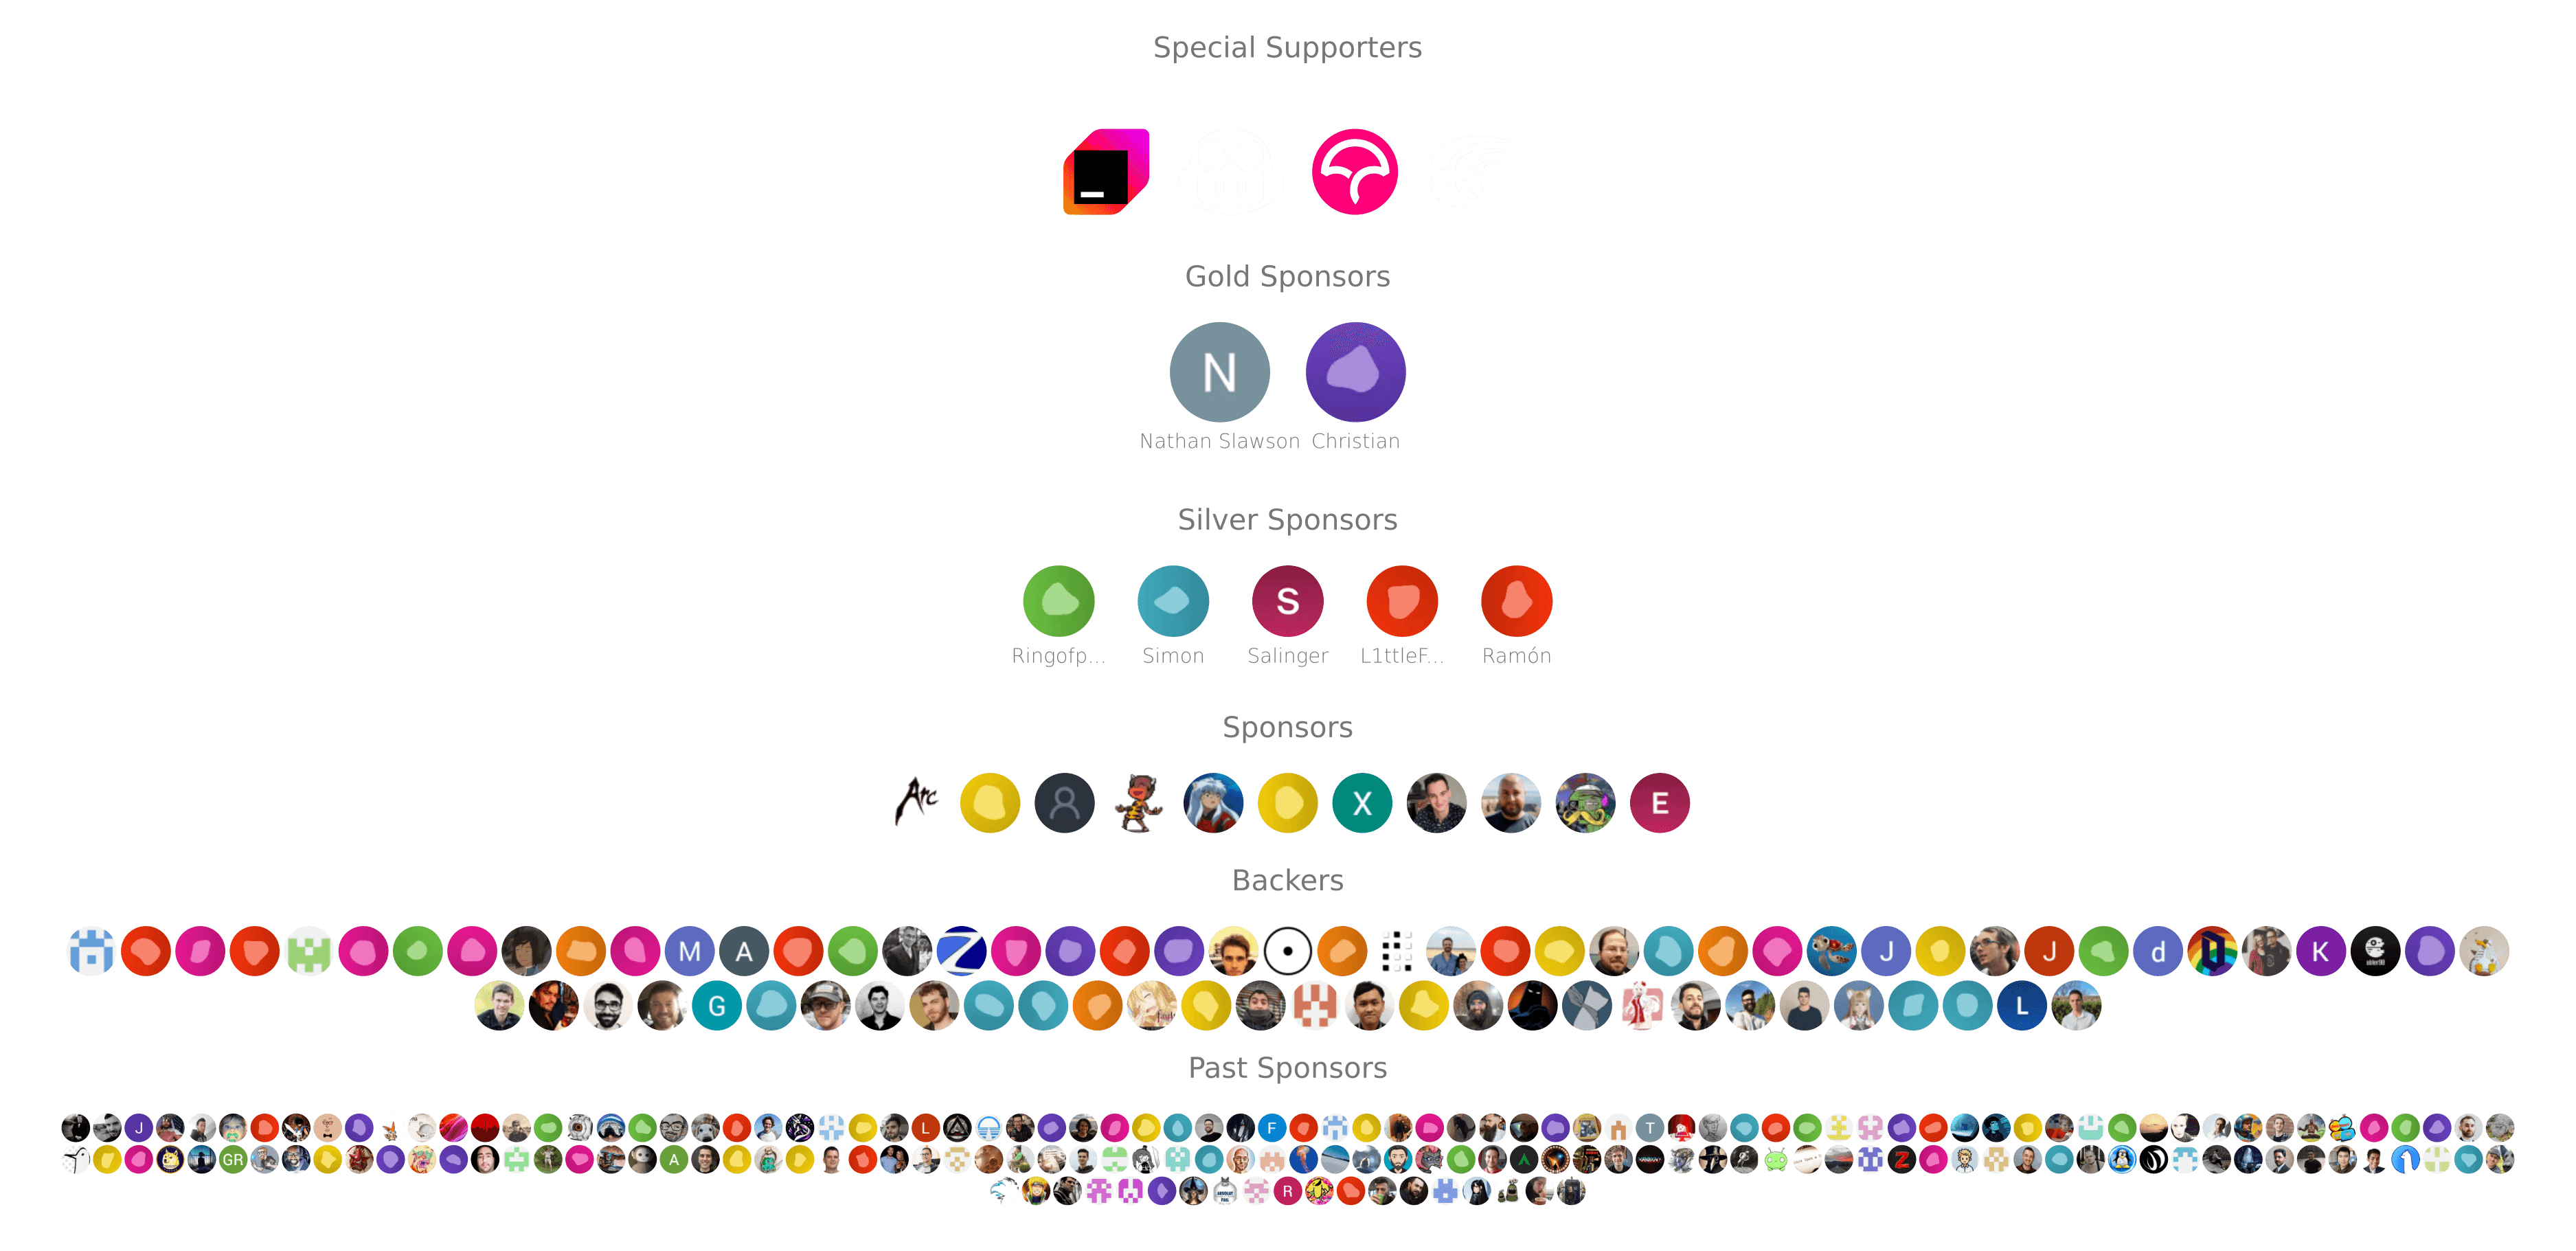 Special Supporters
Gold Sponsors
N
Nathan Slawson Christian
Silver Sponsors
S
Ringofp... Simon Salinger L1ttleF... Ramón
Sponsors
Arc X E
Backers
M A J J d K
G L
Past Sponsors
J L F T
GR A
R